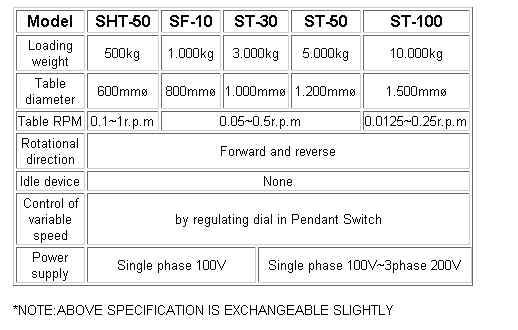 Model SHT-50 SF-10 ST-30 ST-50 ST-100
Loading weight 500kg 1.000kg 3.000kg 5.000kg 10.000kg
Table diameter 600mmø 800mmø 1.000mmø 1.200mmø 1.500mmø
Table RPM 0.1~1r.p.m 0.05~0.5r.p.m 0.0125~0.25r.p.m
Rotational direction Forward and reverse
Idle device None
Control of variable speed by regulating dial in Pendant Switch
Power supply Single phase 100V Single phase 100V~3phase 200V
*NOTE:ABOVE SPECIFICATION IS EXCHANGEABLE SLIGHTLY